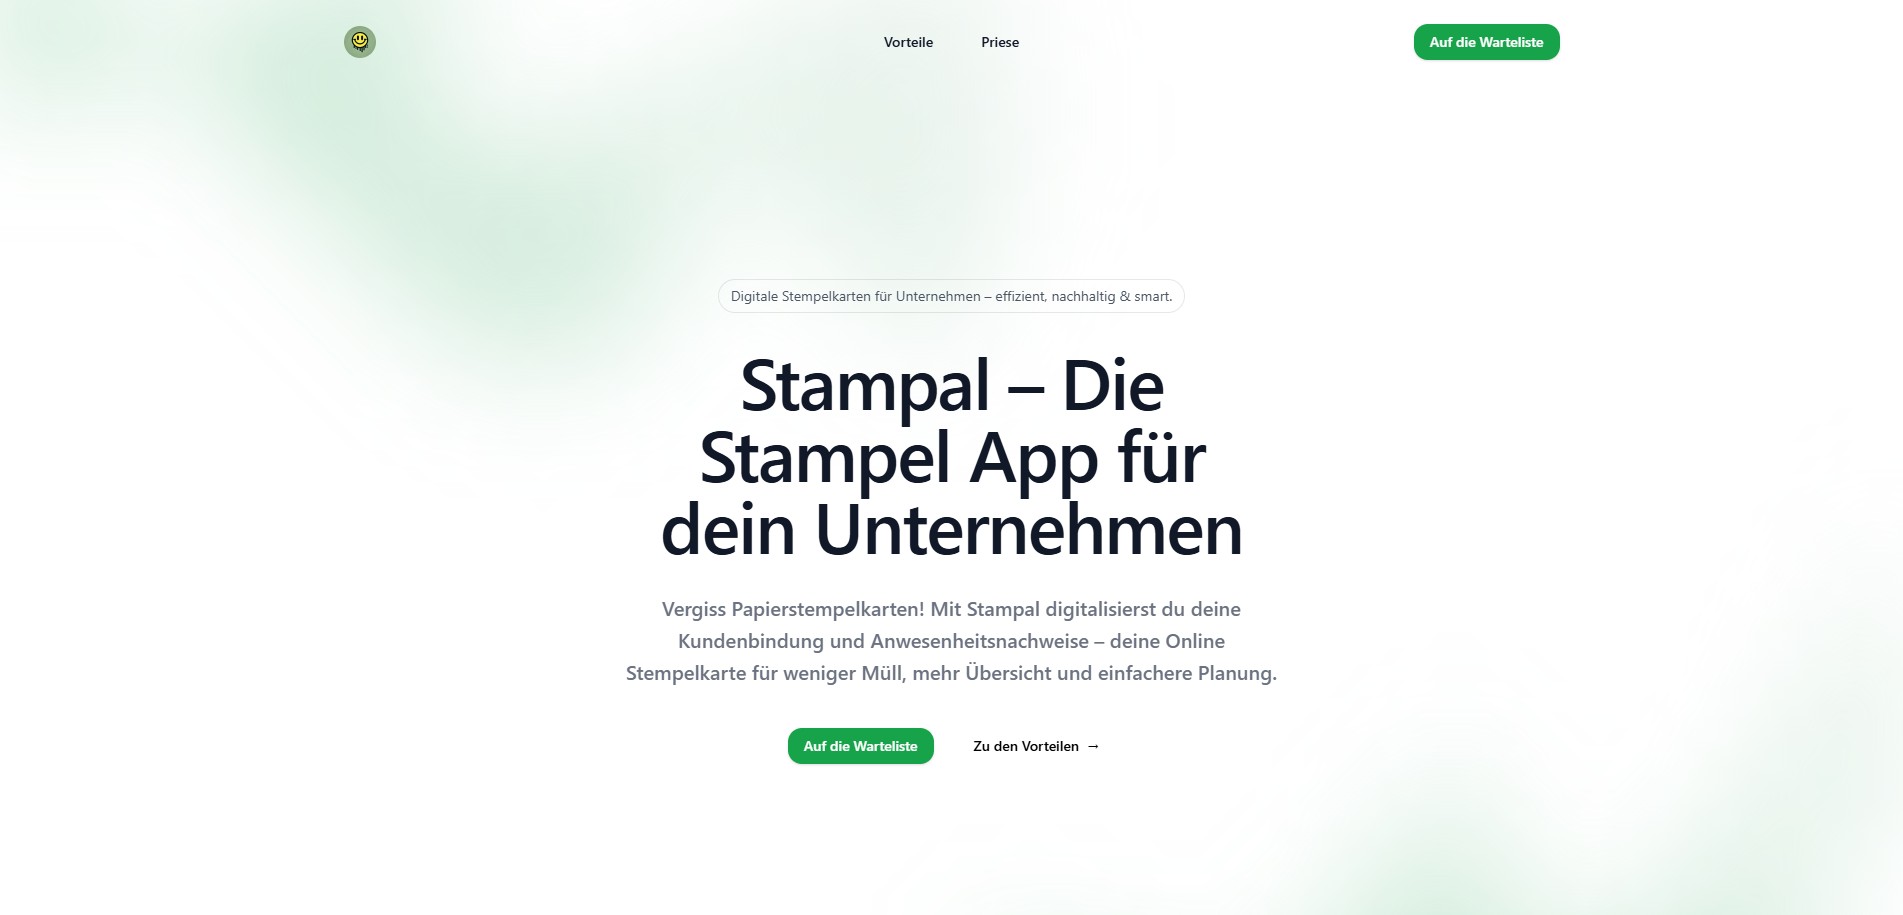 Vorteile
Priese
Auf die Warteliste
Digitale Stempelkarten für Unternehmen – effizient, nachhaltig & smart.
Stampal – Die
Stampel App für
dein Unternehmen
Vergiss Papierstempelkarten! Mit Stampal digitalisierst du deine
Kundenbindung und Anwesenheitsnachweise – deine Online
Stempelkarte für weniger Müll, mehr Übersicht und einfachere Planung.
Auf die Warteliste
Zu den Vorteilen →